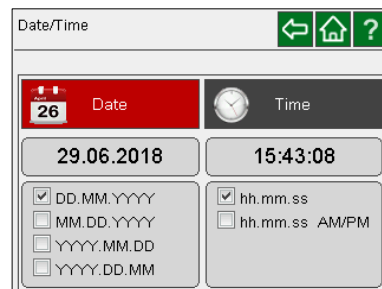 Date/Time
?
April
26
Date
Time
29.06.2018
15:43:08
DD.MM.YYYY
MM.DD.YYYY
YYYY.MM.DD
YYYY.DD.MM
hh.mm.ss
hh.mm.ss AM/PM